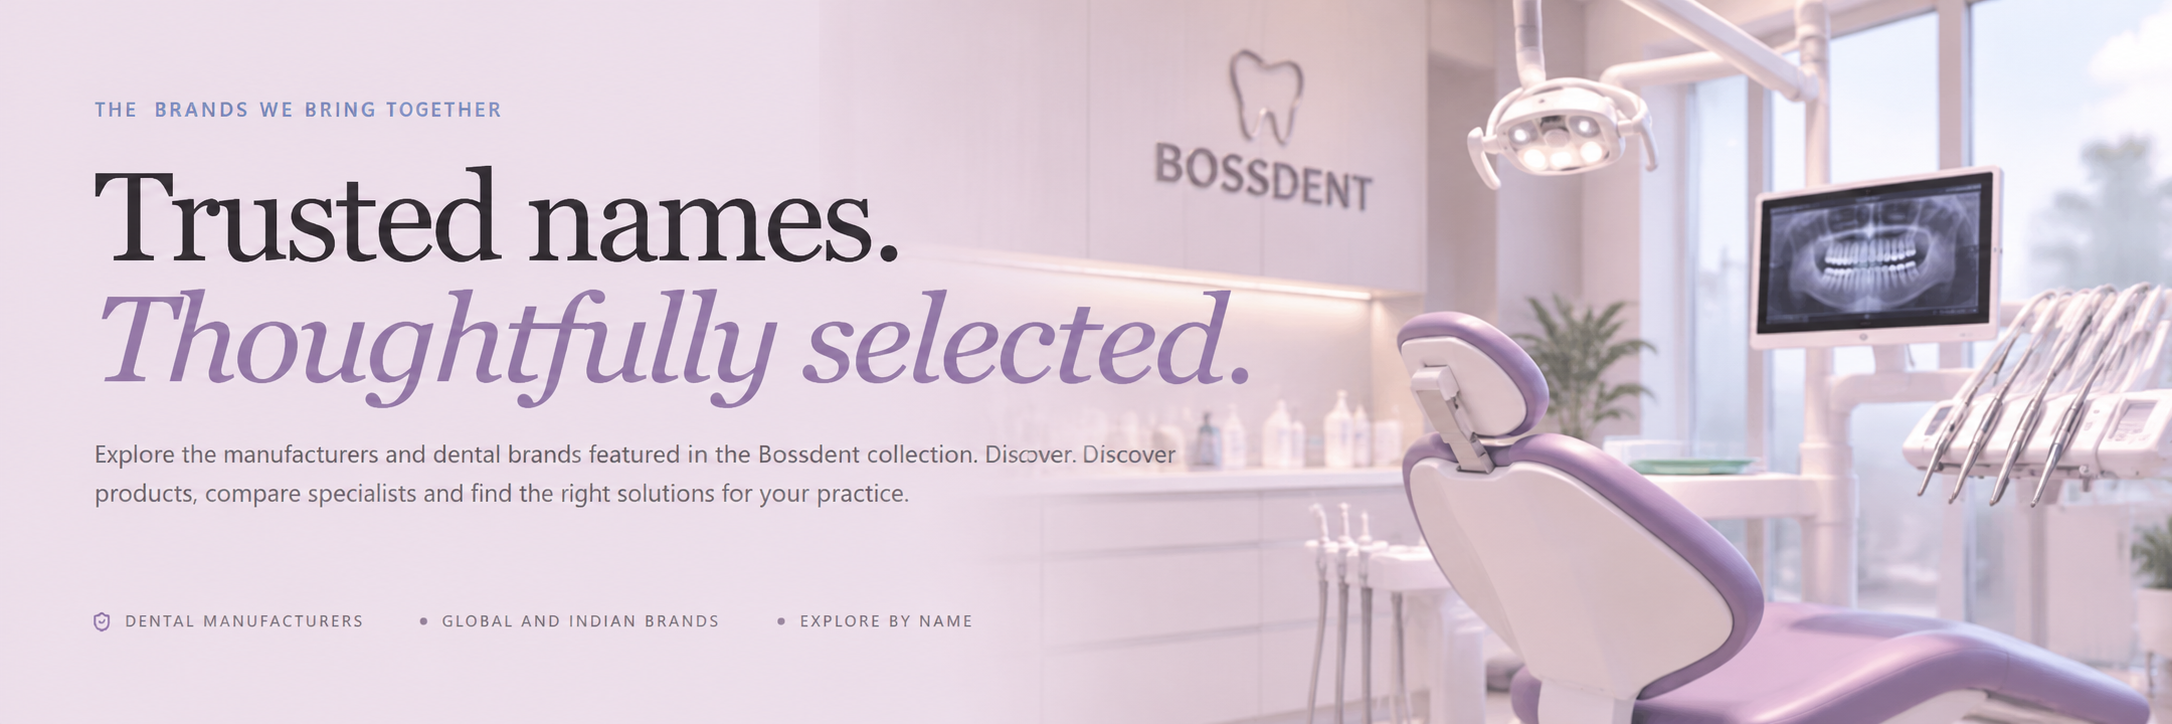 THE BRANDS WE BRING TOGETHER
Trusted names.
Thoughtfully selected.
Explore the manufacturers and dental brands featured in the Bossdent collection. Discover. Discover
products, compare specialists and find the right solutions for your practice.
DENTAL MANUFACTURERS
• GLOBAL AND INDIAN BRANDS
• EXPLORE BY NAME
BOSSDENT